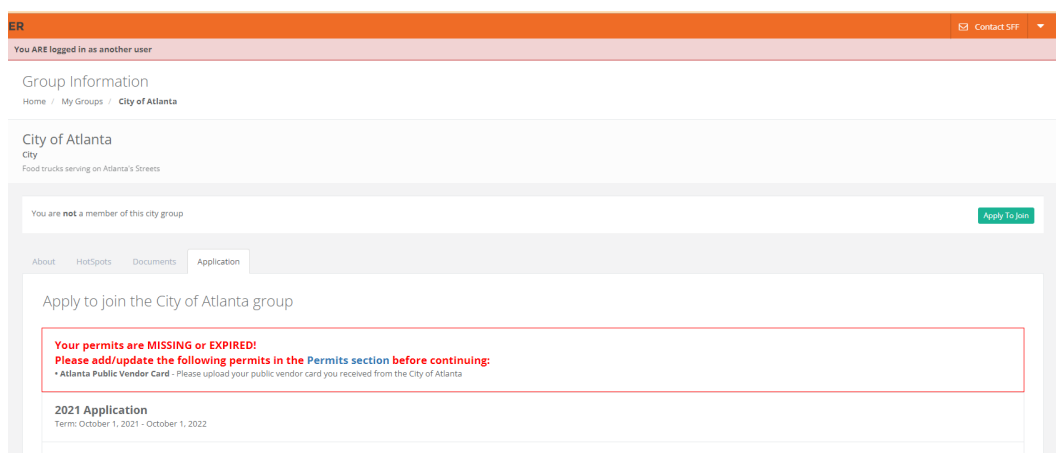 ER
Contact SFF
You ARE logged in as another user
Group Information
Home / My Groups / City of Atlanta
City of Atlanta
City
Food trucks serving on Atlanta's Streets
You are not a member of this city group
Apply To Join
About HotSpots Documents Application
Apply to join the City of Atlanta group
Your permits are MISSING or EXPIRED!
Please add/update the following permits in the Permits section before continuing:
• Atlanta Public Vendor Card - Please upload your public vendor card you received from the City of Atlanta
2021 Application
Term: October 1, 2021 - October 1, 2022